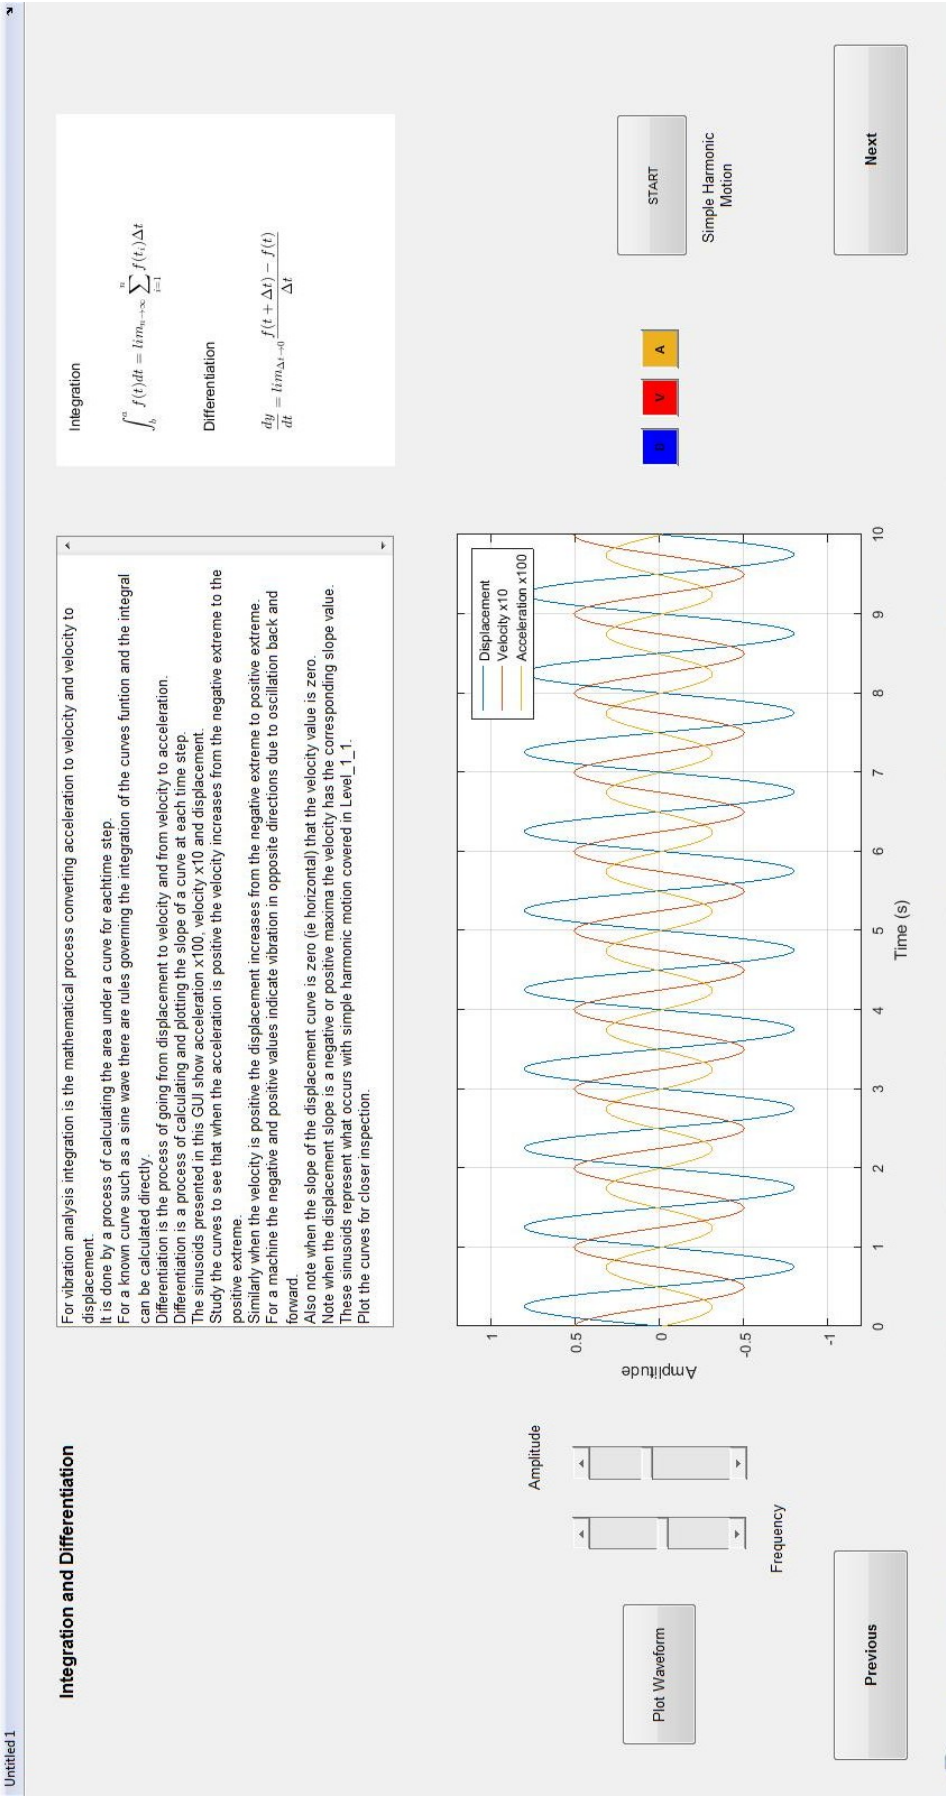 Untitled 1
Integration and Differentiation
For vibration analysis integration is the mathematical process converting acceleration to velocity and velocity to
displacement.
It is done by a process of calculating the area under a curve for eachtime step.
For a known curve such as a sine wave there are rules governing the integration of the curves funtion and the integral
can be calculated directly.
Differentiation is the process of going from displacement to velocity and from velocity to acceleration.
Differentiation is a process of calculating and plotting the slope of a curve at each time step.
The sinusoids presented in this GUI show acceleration x100, velocity x10 and displacement.
Study the curves to see that when the acceleration is positive the velocity increases from the negative extreme to the
positive extreme.
Similarly when the velocity is positive the displacement increases from the negative extreme to positive extreme.
For a machine the negative and positive values indicate vibration in opposite directions due to oscillation back and
forward.
Also note when the slope of the displacement curve is zero (ie horizontal) that the velocity value is zero.
Note when the displacement slope is a negative or positive maxima the velocity has the corresponding slope value.
These sinusoids represent what occurs with simple harmonic motion covered in Level_1_1.
Plot the curves for closer inspection.
Integration
∫_b^a f(t)dt = lim_{n→∞} ∑_{i=1}^{n} f(t_i)Δt
Differentiation
dy/dt = lim_{Δt→0} f(t + Δt) − f(t)/Δt
Plot Waveform
Frequency
Amplitude
Amplitude
1
0.5
0
-0.5
-1
0 1 2 3 4 5 6 7 8 9 10
Time (s)
Displacement
Velocity x10
Acceleration x100
D V A
START
Simple Harmonic
Motion
Previous
Next